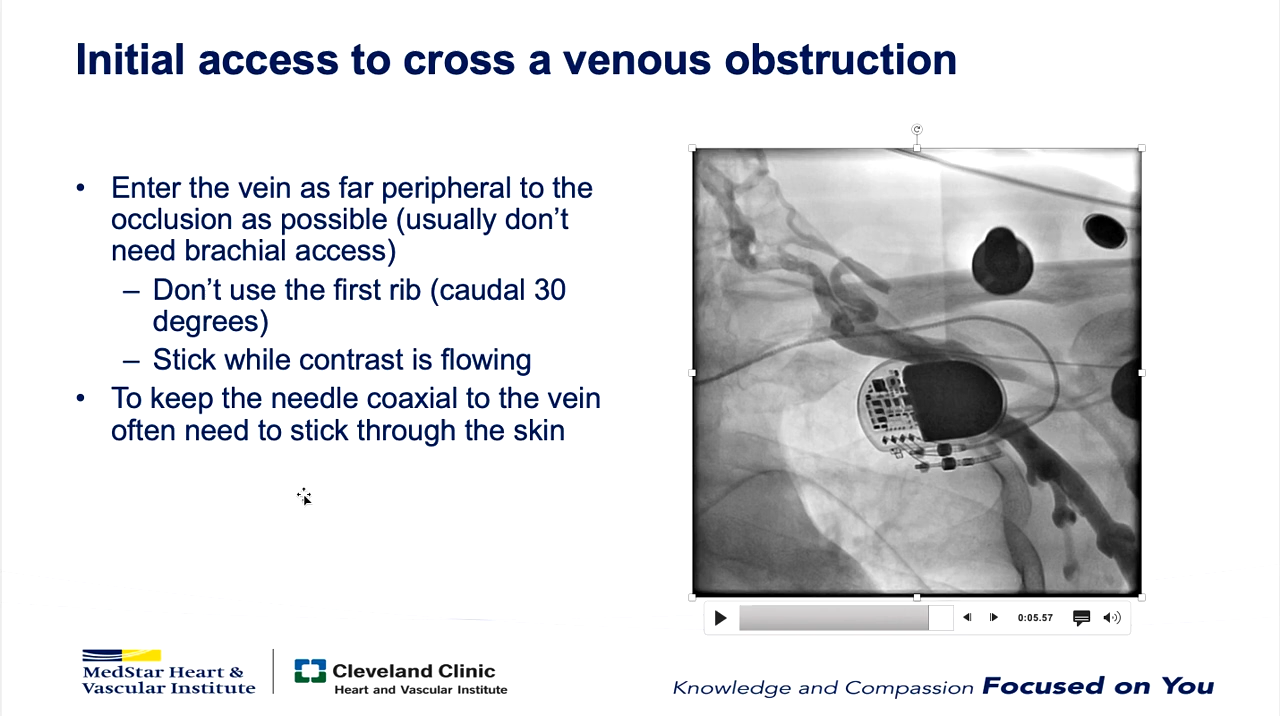 Initial access to cross a venous obstruction
• Enter the vein as far peripheral to the
occlusion as possible (usually don’t
need brachial access)
– Don’t use the first rib (caudal 30
degrees)
– Stick while contrast is flowing
• To keep the needle coaxial to the vein
often need to stick through the skin
0:05.57
MedStar Heart &
Vascular Institute
Cleveland Clinic
Heart and Vascular Institute
Knowledge and Compassion Focused on You